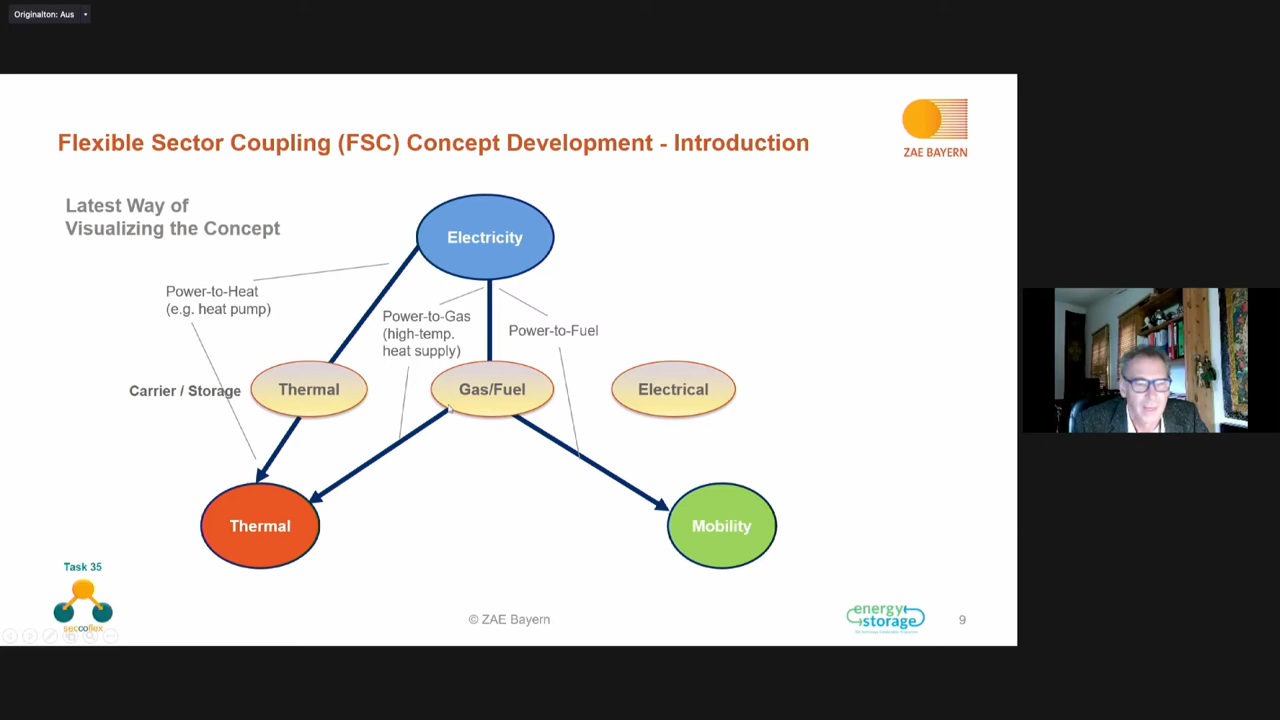 Originalton: Aus
Flexible Sector Coupling (FSC) Concept Development - Introduction
ZAE BAYERN
Latest Way of
Visualizing the Concept
Electricity
Power-to-Heat
(e.g. heat pump)
Power-to-Gas
(high-temp.
heat supply)
Power-to-Fuel
Carrier / Storage
Thermal
Gas/Fuel
Electrical
Thermal
Mobility
Task 35
seccoflex
© ZAE Bayern
energy
storage
9